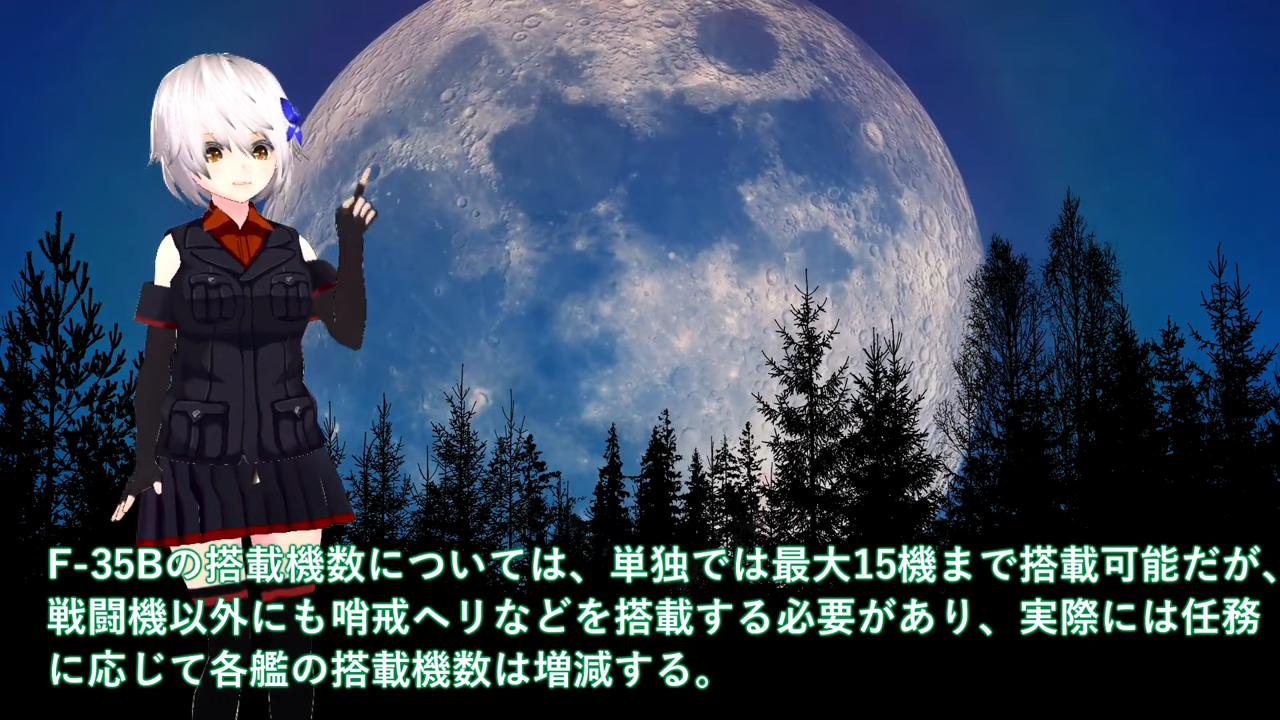 F-35Bの搭載機数については、単独では最大15機まで搭載可能だが、
戦闘機以外にも哨戒ヘリなどを搭載する必要があり、実際には任務
に応じて各艦の搭載機数は増減する。